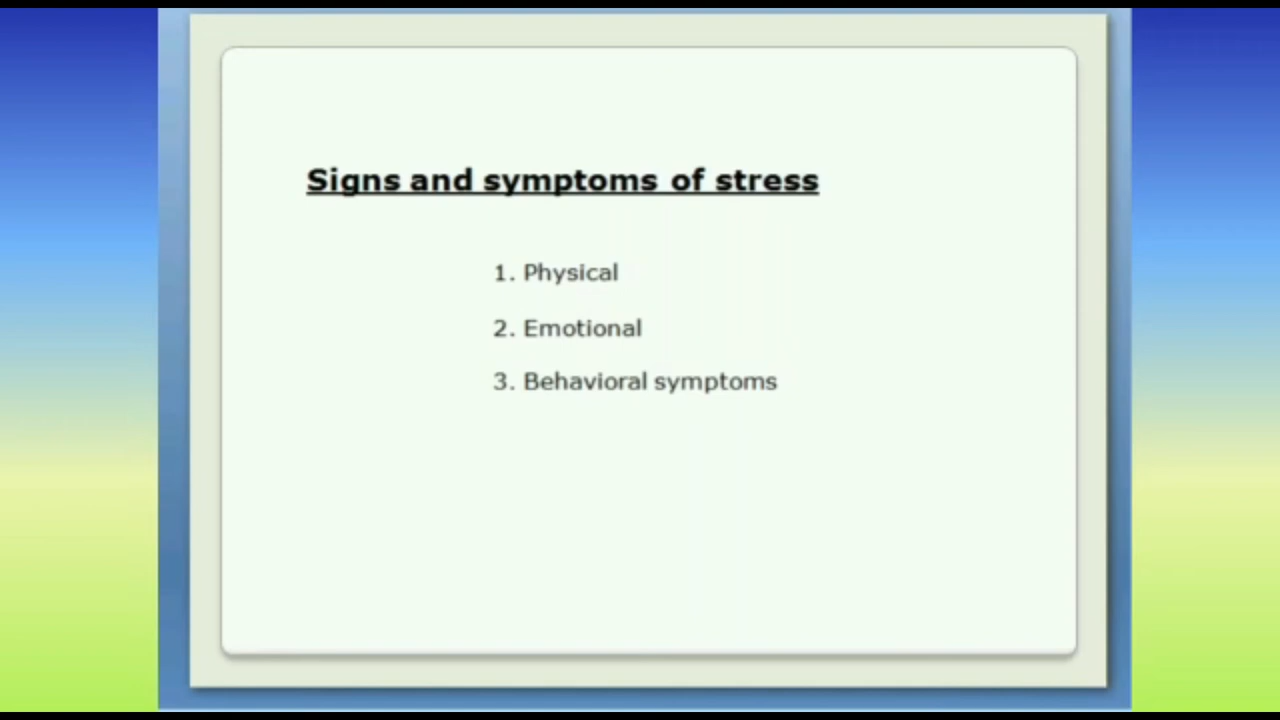 Signs and symptoms of stress
1. Physical
2. Emotional
3. Behavioral symptoms